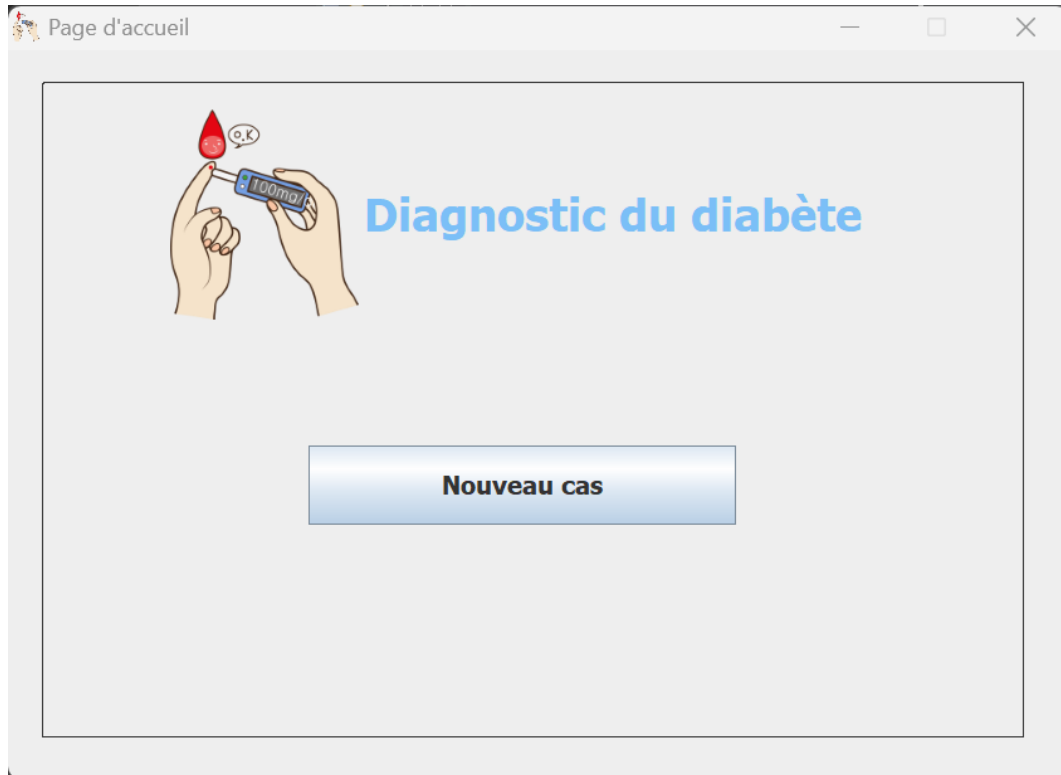 Page d'accueil
O.K
100mg/
Diagnostic du diabète
Nouveau cas